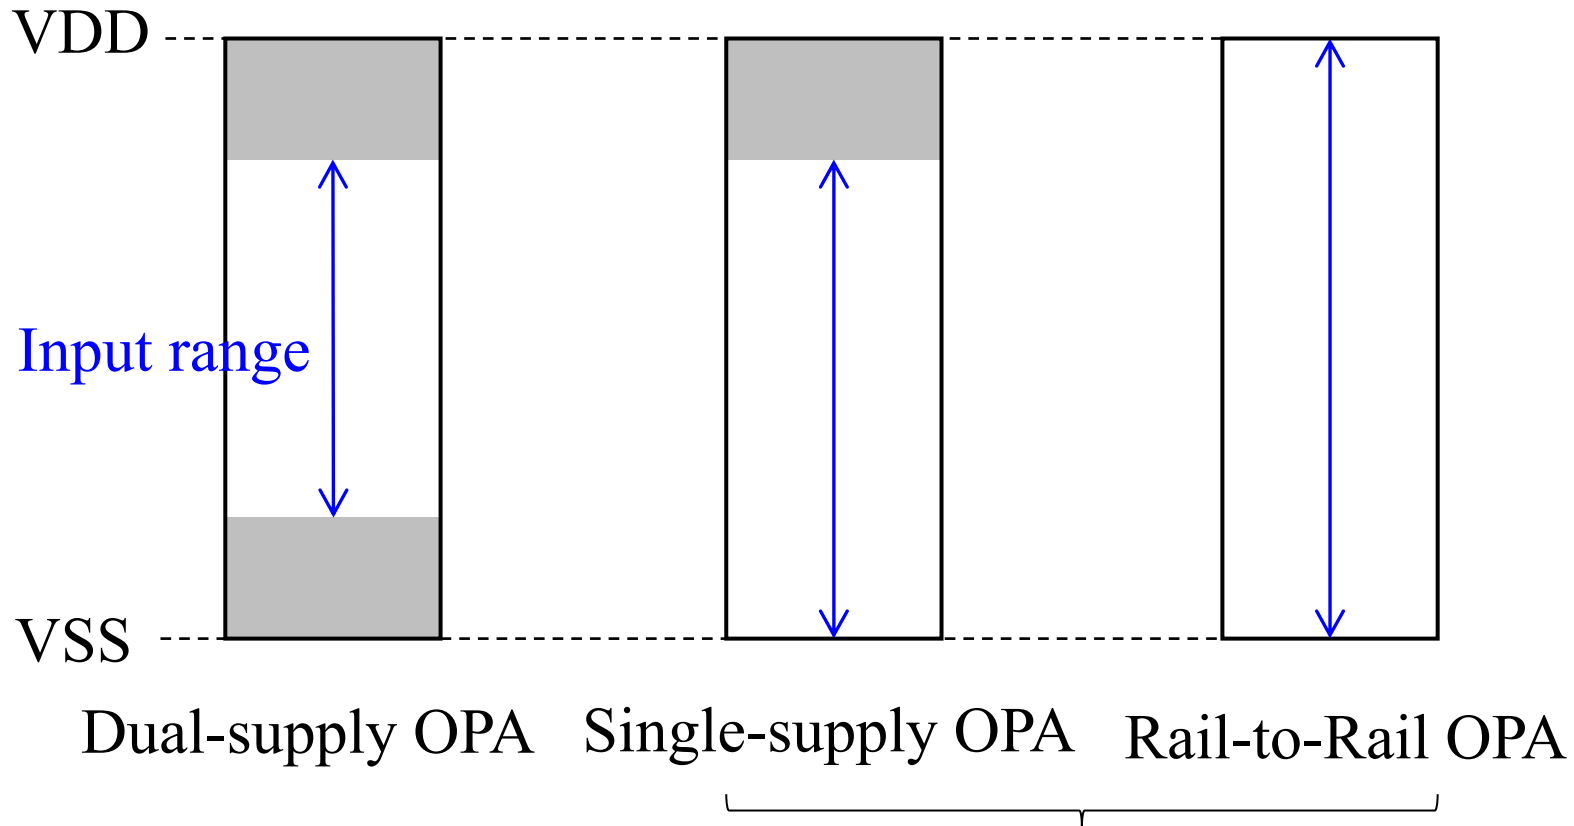 VDD
Input range
VSS
Dual-supply OPA
Single-supply OPA
Rail-to-Rail OPA